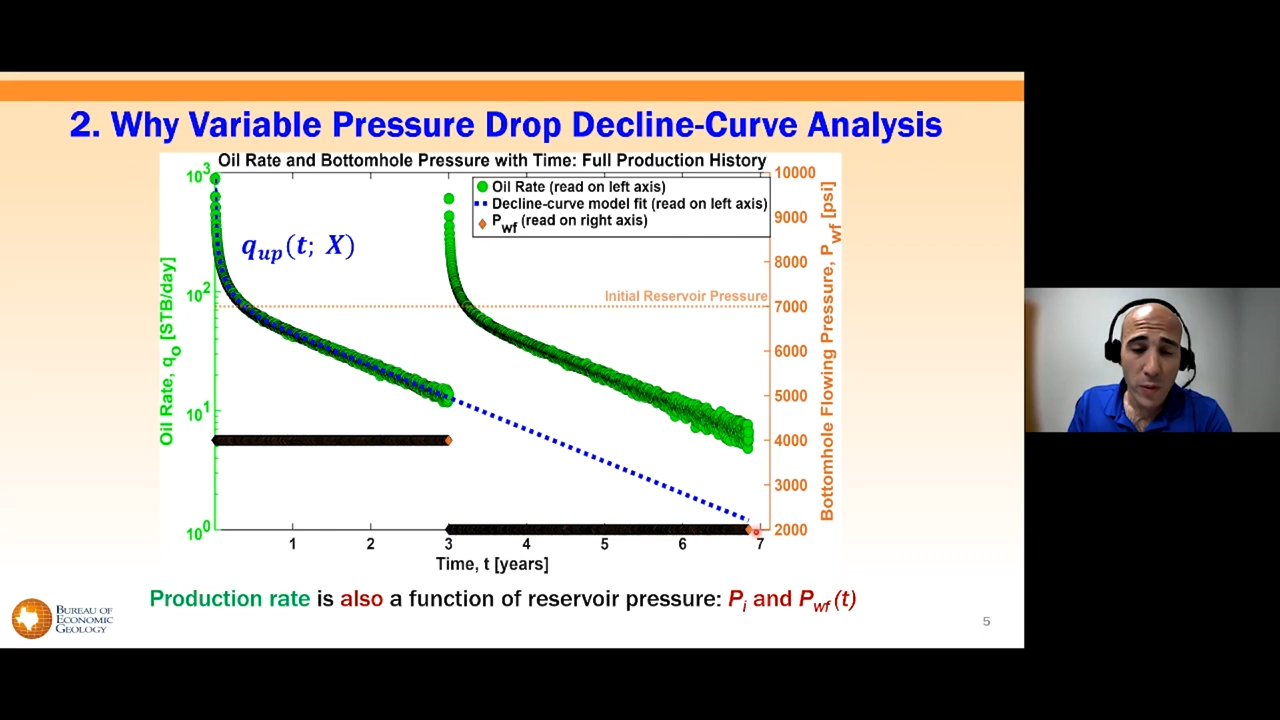 2. Why Variable Pressure Drop Decline-Curve Analysis
Oil Rate and Bottomhole Pressure with Time: Full Production History
Oil Rate (read on left axis)
Decline-curve model fit (read on left axis)
P_wf (read on right axis)
q_up(t; X)
Initial Reservoir Pressure
Oil Rate, q_o [STB/day]
10^3
10^2
10^1
10^0
Bottomhole Flowing Pressure, P_wf [psi]
10000
9000
8000
7000
6000
5000
4000
3000
2000
1 2 3 4 5 6 7
Time, t [years]
Production rate is also a function of reservoir pressure: P_i and P_wf(t)
BUREAU OF
ECONOMIC
GEOLOGY
5